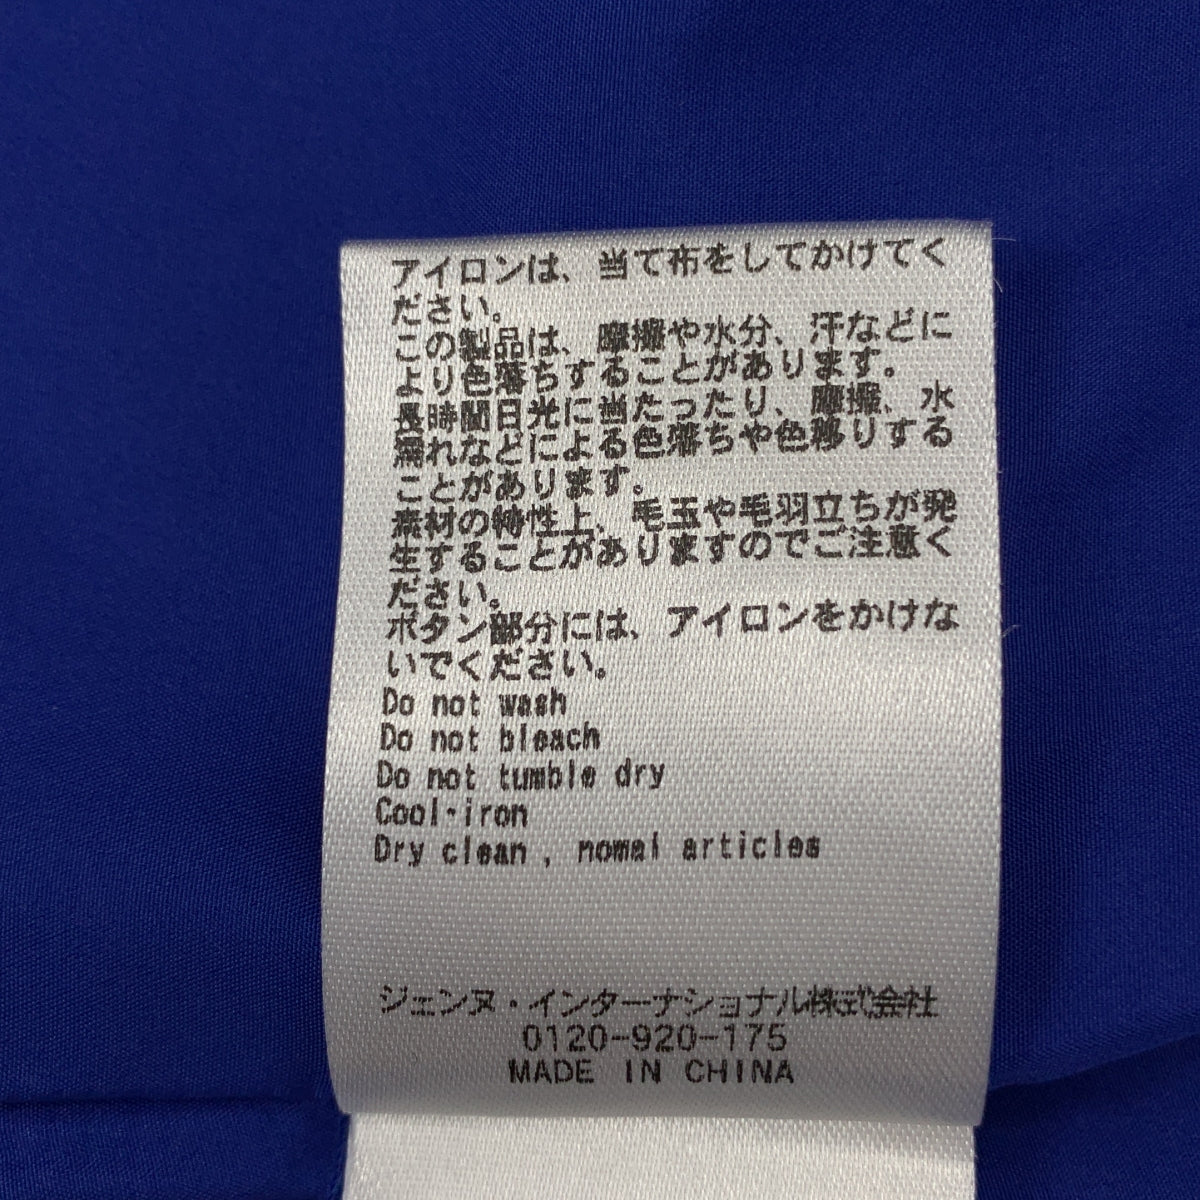 アイロンは、当て布をしてかけてく
ださい。
この製品は、摩擦や水分、汗などに
より色落ちすることがあります。
長時間日光に当たったり、摩擦、水
濡れなどによる色落ちや色移りする
ことがあります。
素材の特性上、毛玉や毛羽立ちが発
生することがありますのでご注意く
ださい。
ボタン部分には、アイロンをかけな
いでください。
Do not wash
Do not bleach
Do not tumble dry
Cool·iron
Dry clean , nomal articles
ジェンヌ・インターナショナル株式会社
0120-920-175
MADE IN CHINA